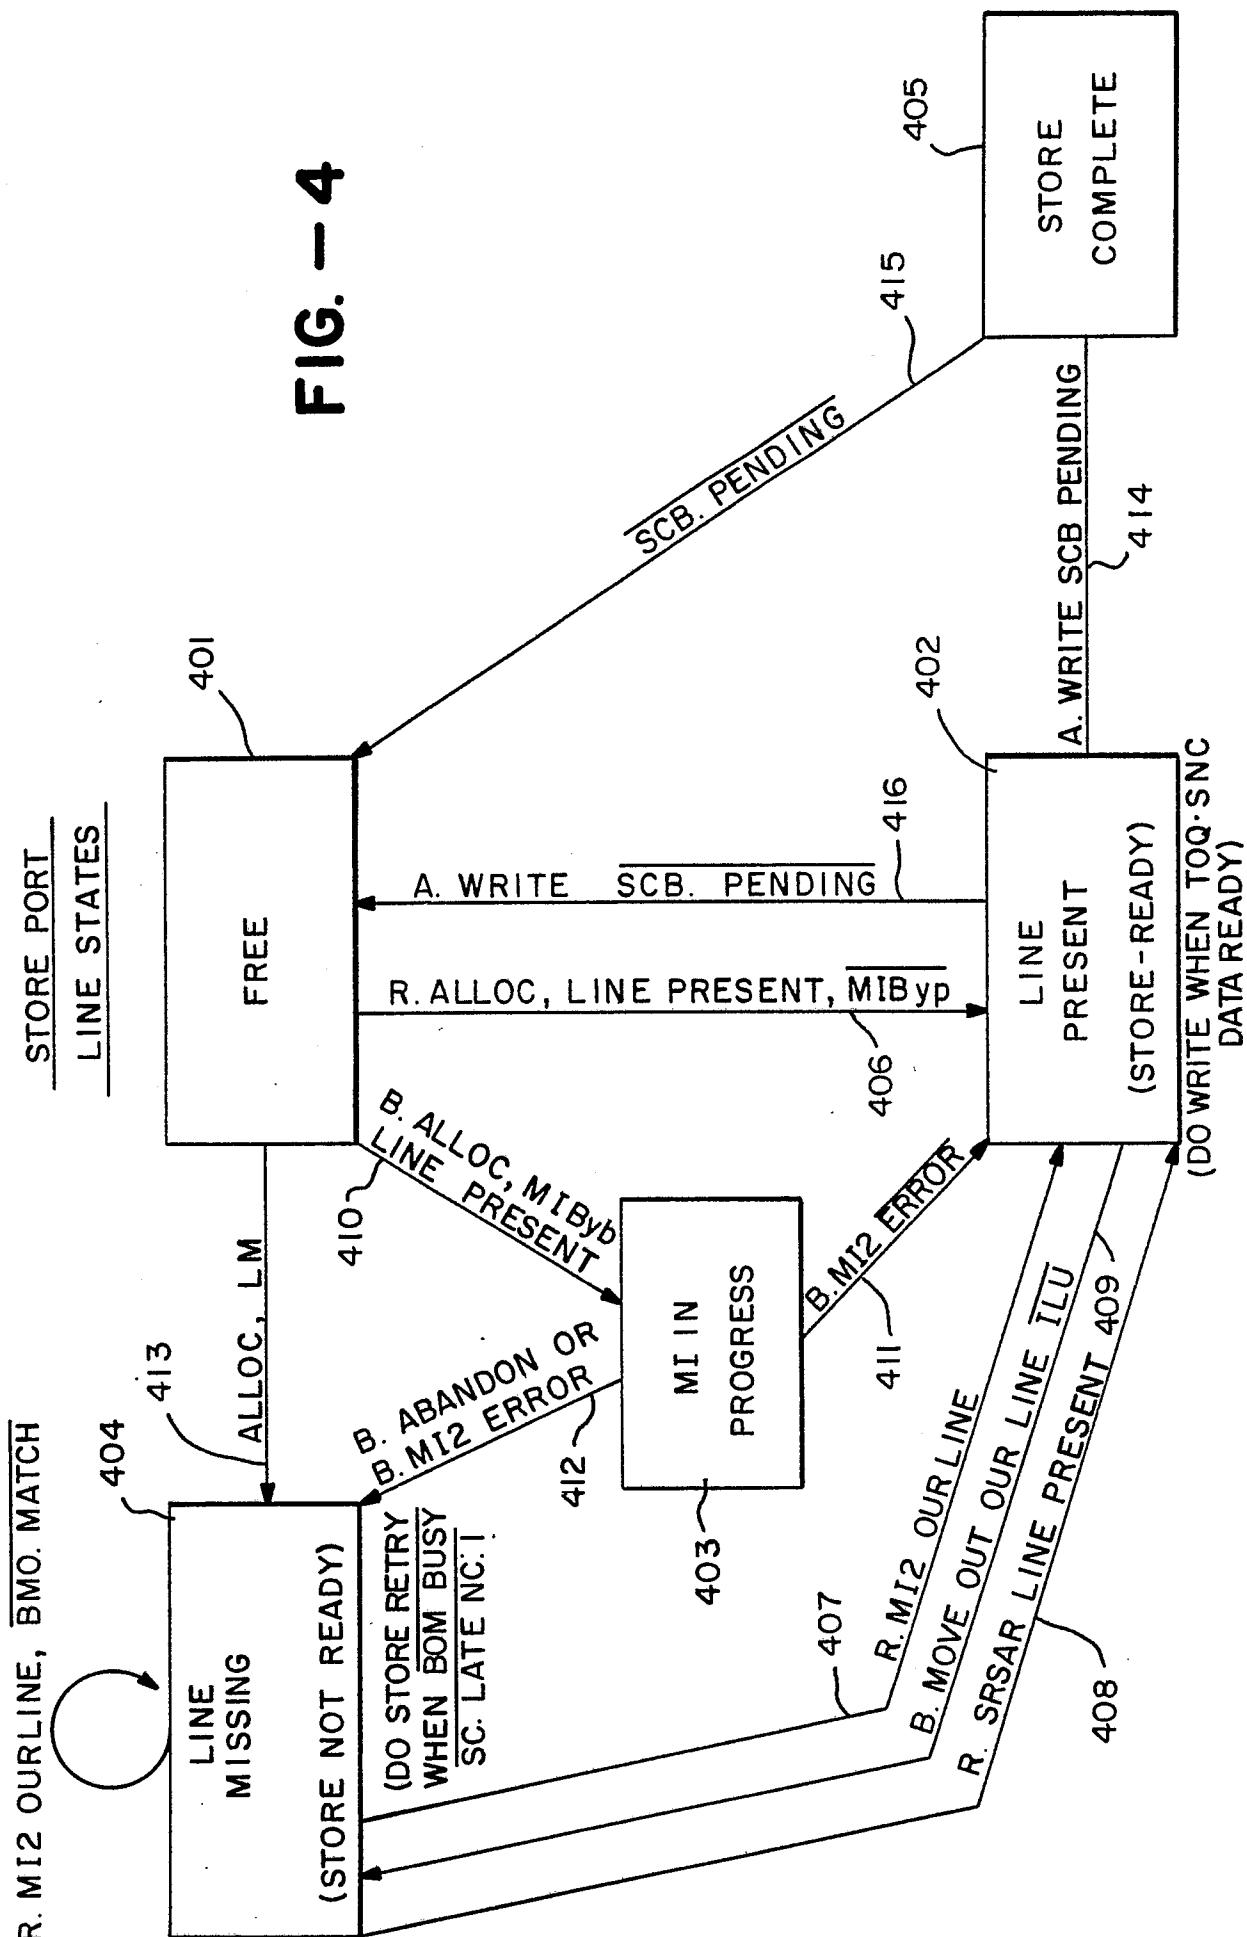 FIG. – 4
STORE PORT
LINE STATES
R. MI2 OURLINE, BMO. MATCH
404
LINE
MISSING
(STORE NOT READY)
(DO STORE RETRY
WHEN BOM BUSY
SC. LATE NC. 1
413
ALLOC, LM
401
FREE
410
B. ALLOC, MIByb
LINE PRESENT
B. ABANDON OR
B. MI2 ERROR
412
MI IN
PROGRESS
403
B. MI2 ERROR
411
R. ALLOC, LINE PRESENT, MIByp
406
A. WRITE SCB. PENDING
416
SCB. PENDING
415
405
STORE
COMPLETE
A. WRITE SCB PENDING
414
402
LINE
PRESENT
(STORE-READY)
(DO WRITE WHEN TOQ·SNC
DATA READY)
407
R. MI2 OUR LINE
B. MOVE OUT OUR LINE ILU
409
R. SRSAR LINE PRESENT
408